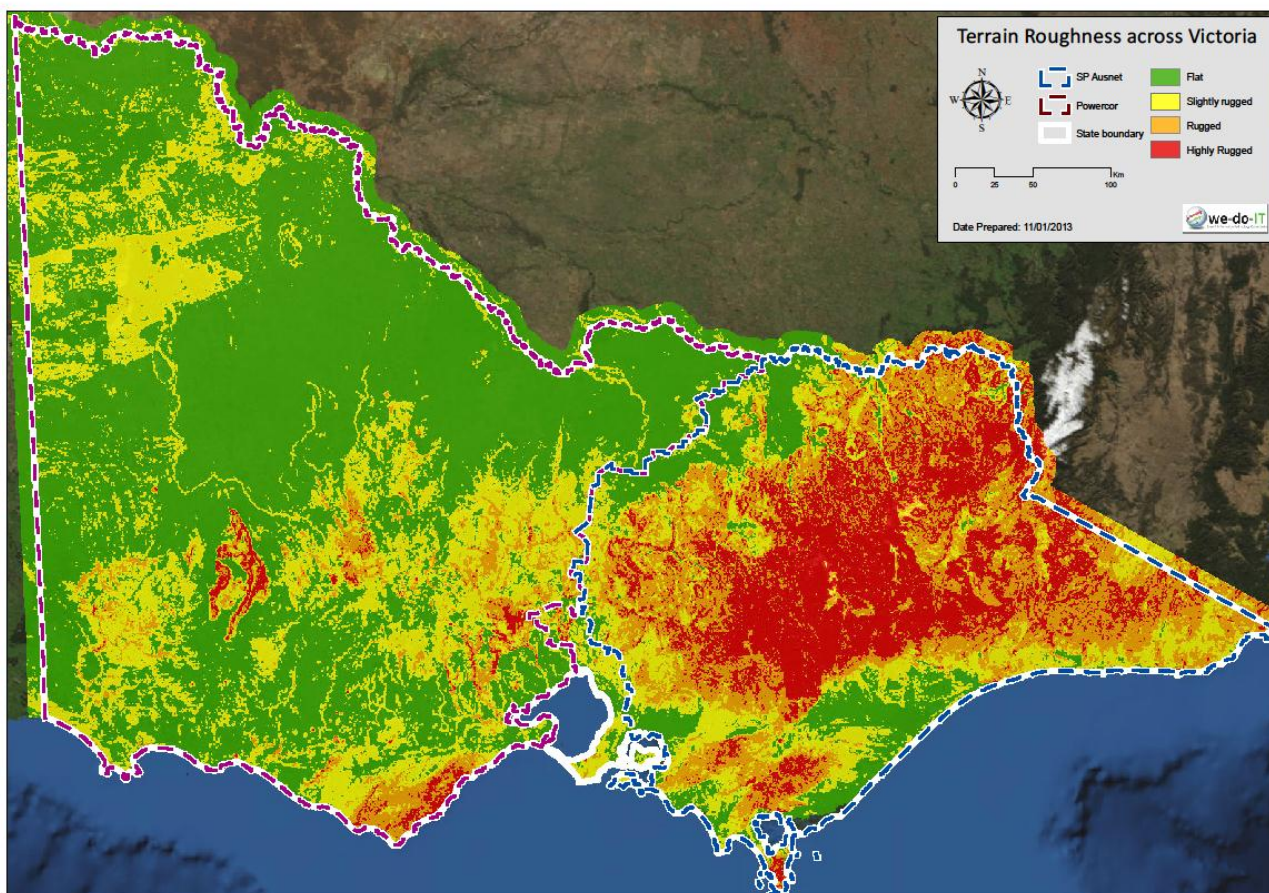 Terrain Roughness across Victoria
N
W E
S
SP Ausnet
Powercor
State boundary
Flat
Slightly rugged
Rugged
Highly Rugged
Km
0 25 50 100
Date Prepared: 11/01/2013
we-do-IT